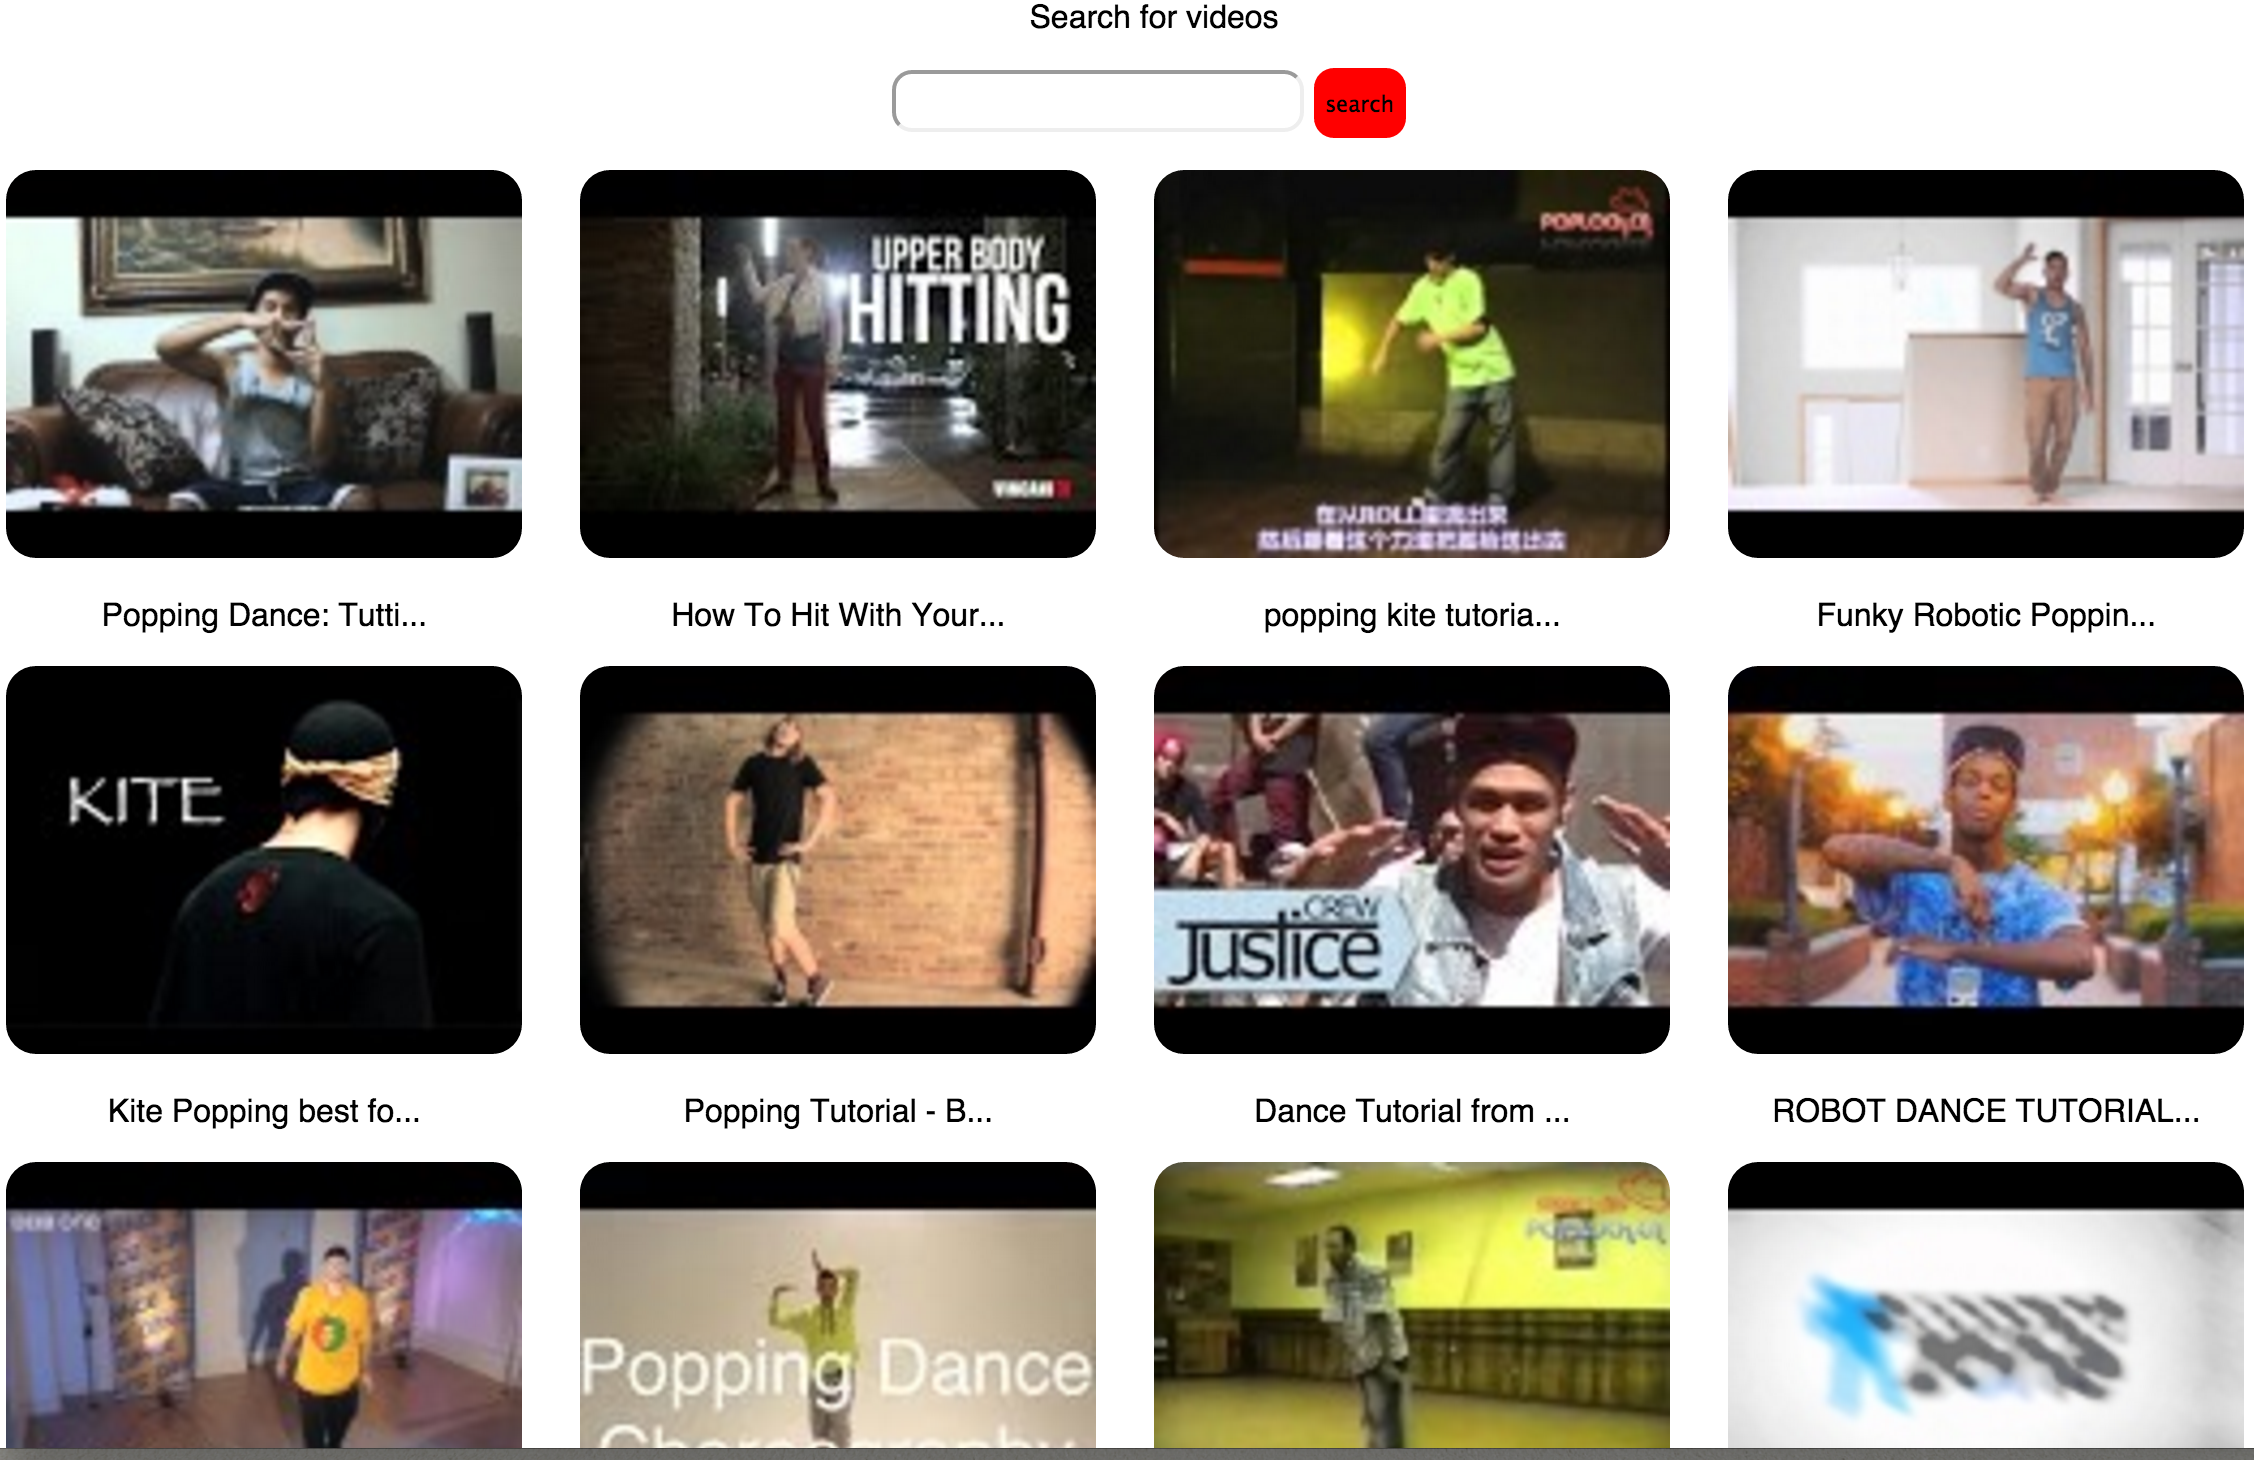 Search for videos
search
UPPER BODY
HITTING
Popping Dance: Tutti...
How To Hit With Your...
popping kite tutoria...
Funky Robotic Poppin...
KITE
CREW
Justice
Kite Popping best fo...
Popping Tutorial - B...
Dance Tutorial from ...
ROBOT DANCE TUTORIAL...
Popping Dance
Choreography